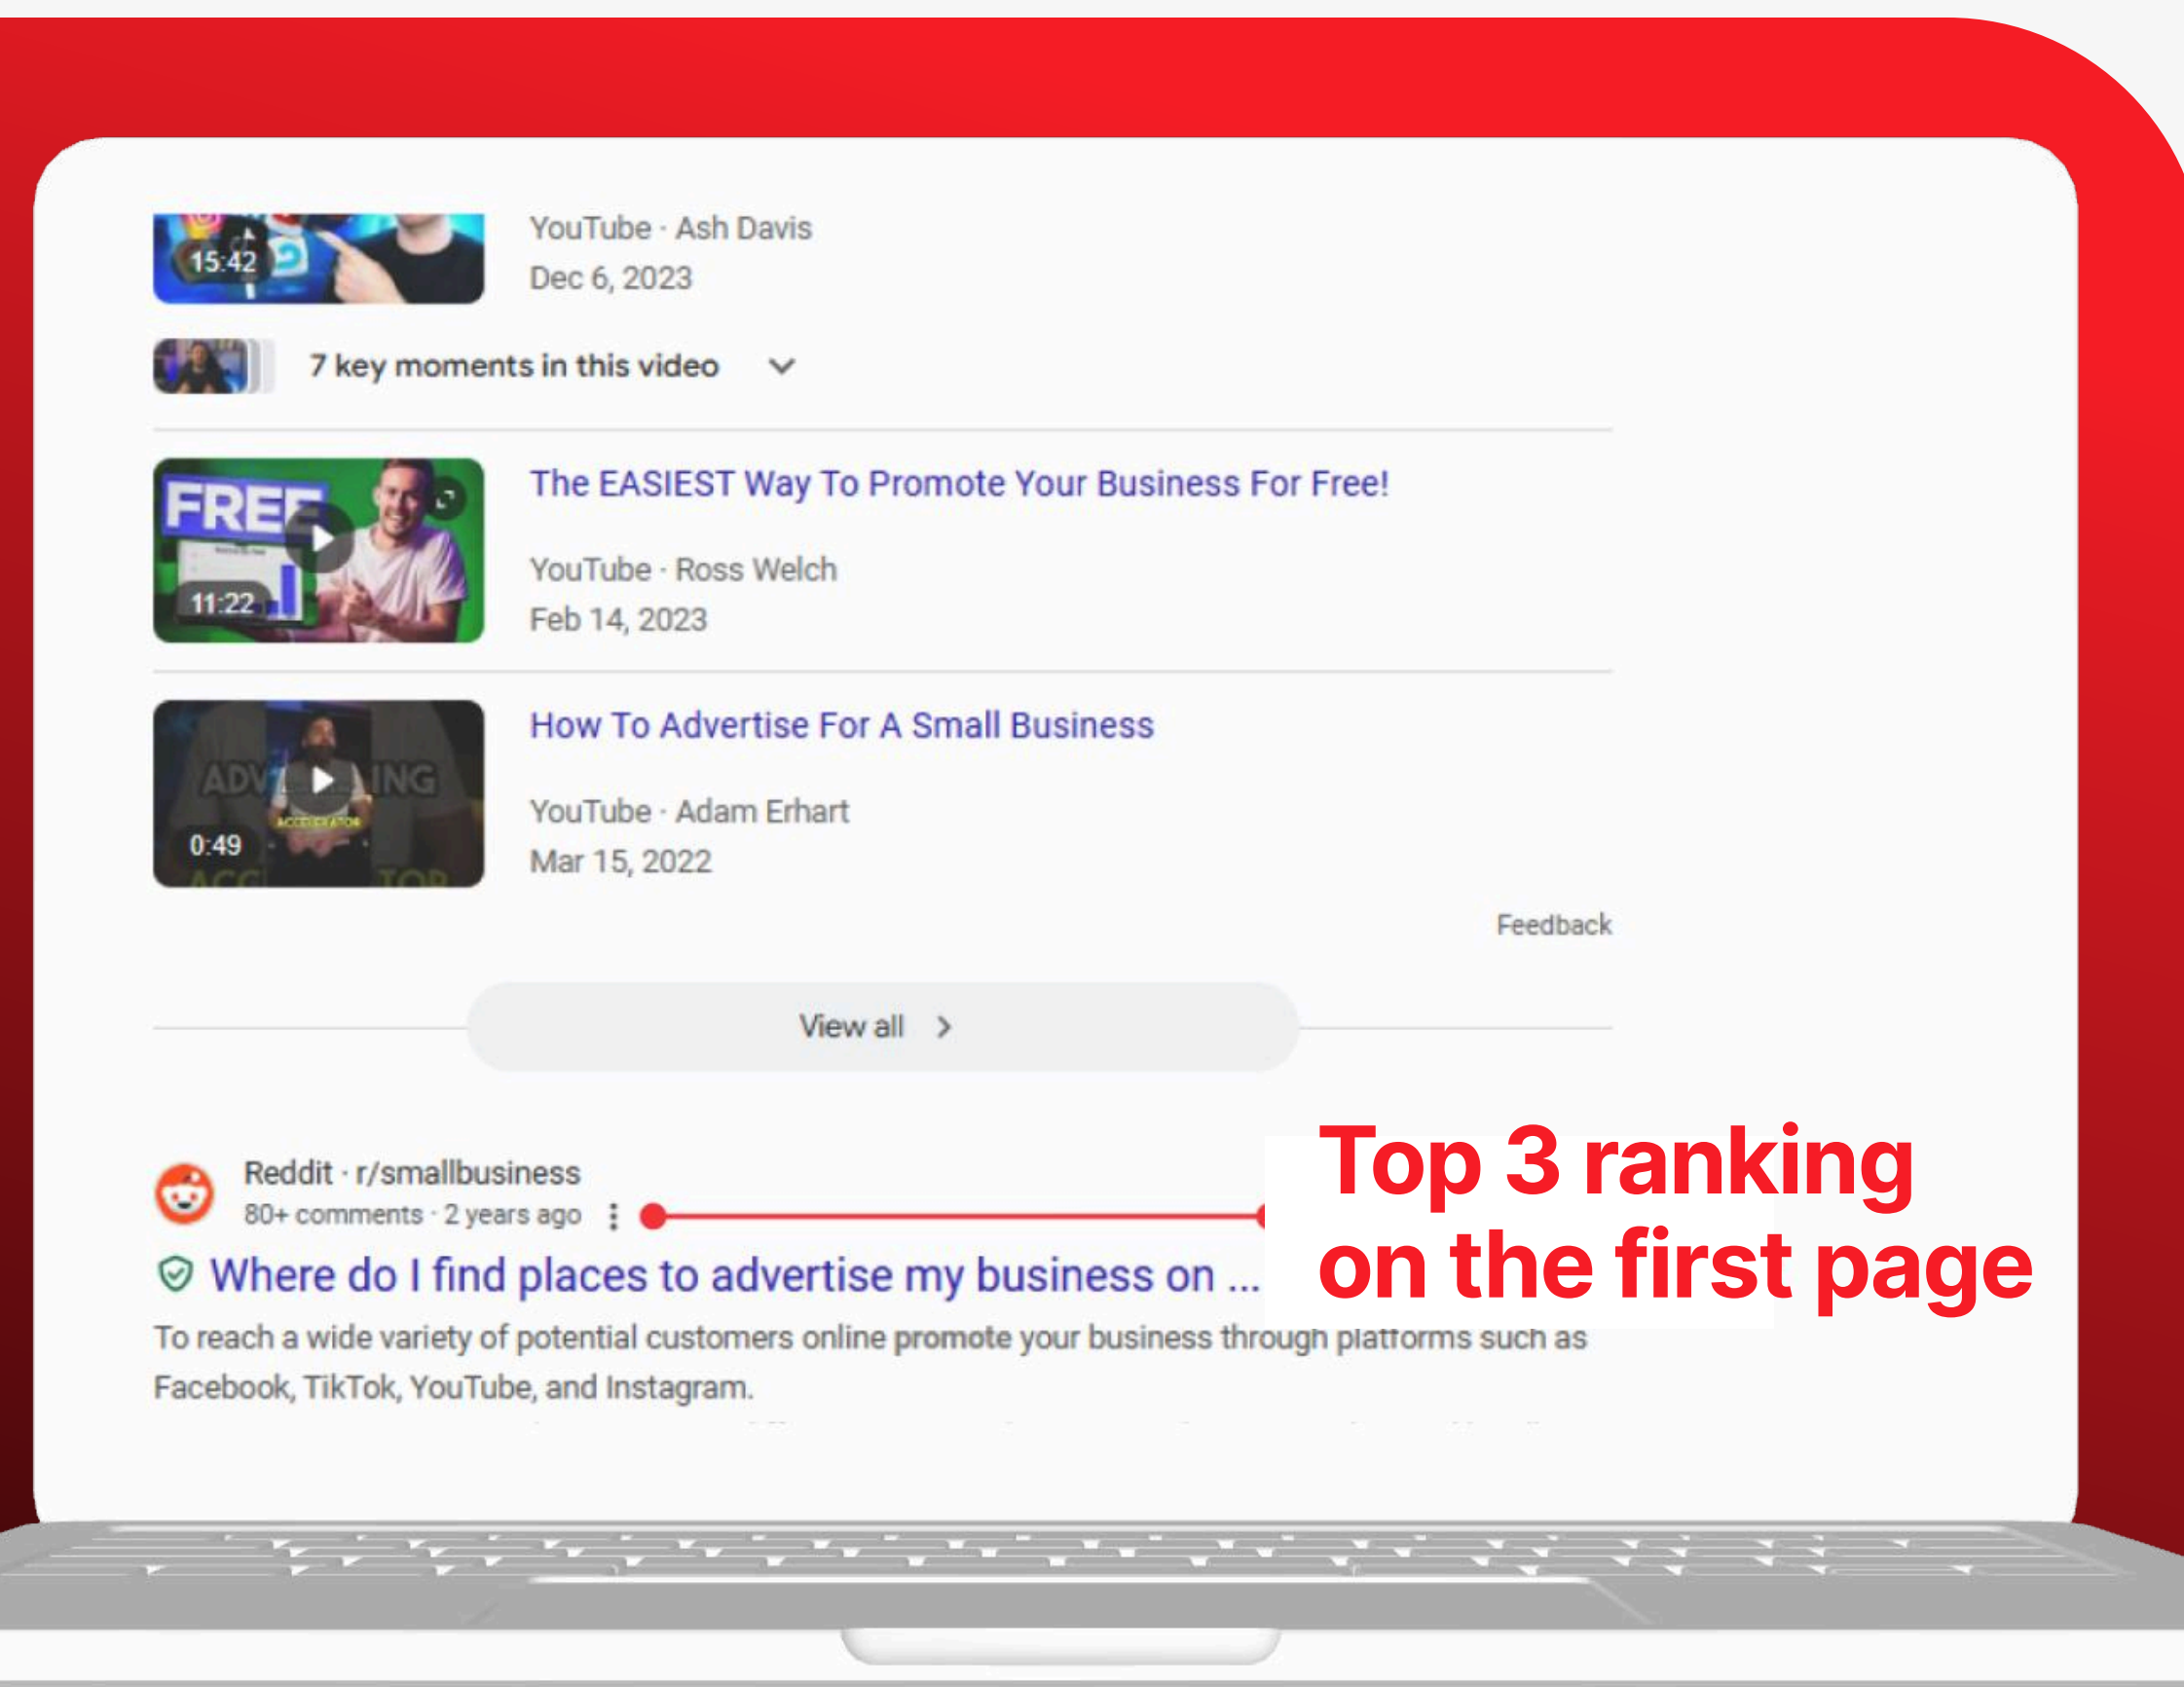 15:42
YouTube · Ash Davis
Dec 6, 2023
7 key moments in this video
FREE
11:22
The EASIEST Way To Promote Your Business For Free!
YouTube · Ross Welch
Feb 14, 2023
ACCELERATOR
0:49
How To Advertise For A Small Business
YouTube · Adam Erhart
Mar 15, 2022
Feedback
View all
Reddit · r/smallbusiness
80+ comments · 2 years ago
Where do I find places to advertise my business on ...
To reach a wide variety of potential customers online promote your business through platforms such as
Facebook, TikTok, YouTube, and Instagram.
Top 3 ranking
on the first page